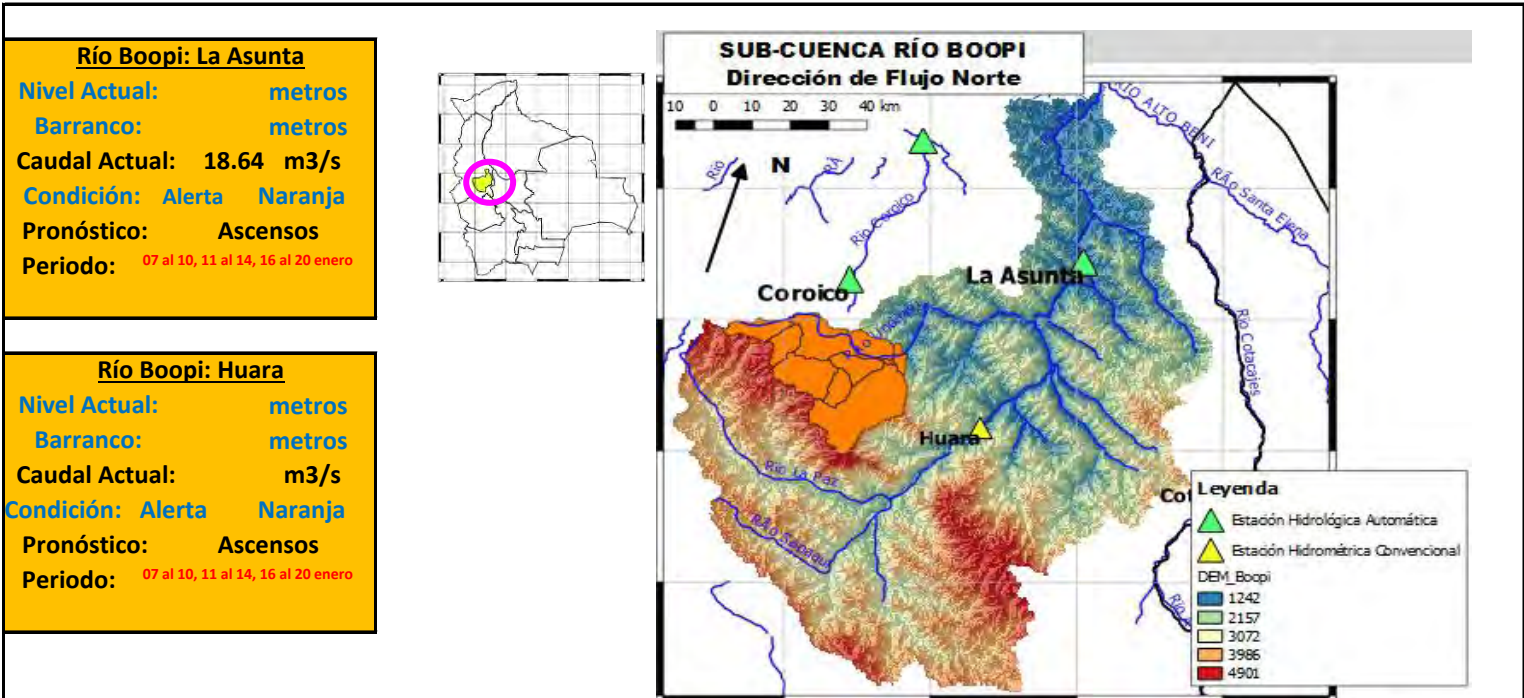 Río Boopi: La Asunta
Nivel Actual: metros
Barranco: metros
Caudal Actual: 18.64 m3/s
Condición: Alerta Naranja
Pronóstico: Ascensos
Periodo: 07 al 10, 11 al 14, 16 al 20 enero
Río Boopi: Huara
Nivel Actual: metros
Barranco: metros
Caudal Actual: m3/s
Condición: Alerta Naranja
Pronóstico: Ascensos
Periodo: 07 al 10, 11 al 14, 16 al 20 enero
SUB-CUENCA RÍO BOOPI
Dirección de Flujo Norte
10 0 10 20 30 40 km
N
Río
RÃ
Río Coroico
RÍO ALTO BENI
RÃo Santa Elena
Coroico
La Asunta
Río Cotacajes
Huara
Río La Paz
RÃo Sapaqui
Cot
Leyenda
Estación Hidrológica Automática
Estación Hidrométrica Convencional
DEM_Boopi
1242
2157
3072
3986
4901